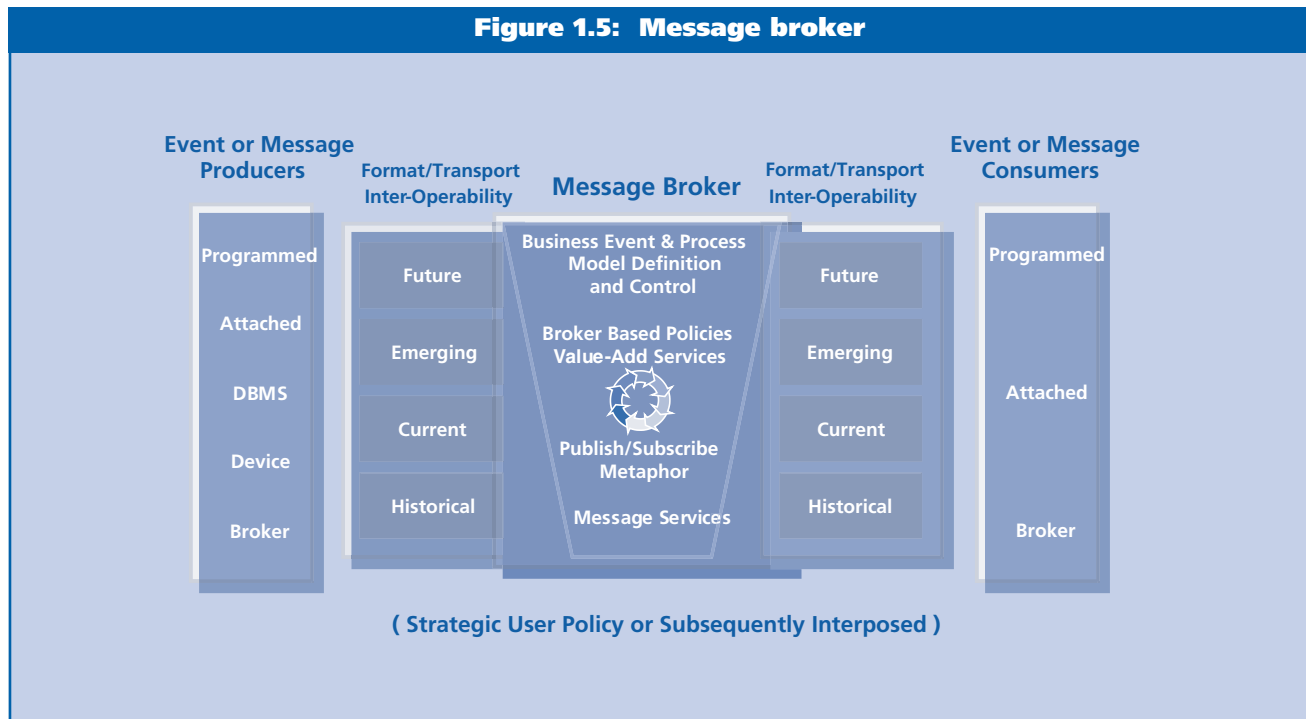 Figure 1.5: Message broker
Event or Message
Producers
Programmed
Attached
DBMS
Device
Broker
Format/Transport
Inter-Operability
Future
Emerging
Current
Historical
Message Broker
Business Event & Process
Model Definition
and Control
Broker Based Policies
Value-Add Services
Publish/Subscribe
Metaphor
Message Services
Format/Transport
Inter-Operability
Future
Emerging
Current
Historical
Event or Message
Consumers
Programmed
Attached
Broker
( Strategic User Policy or Subsequently Interposed )